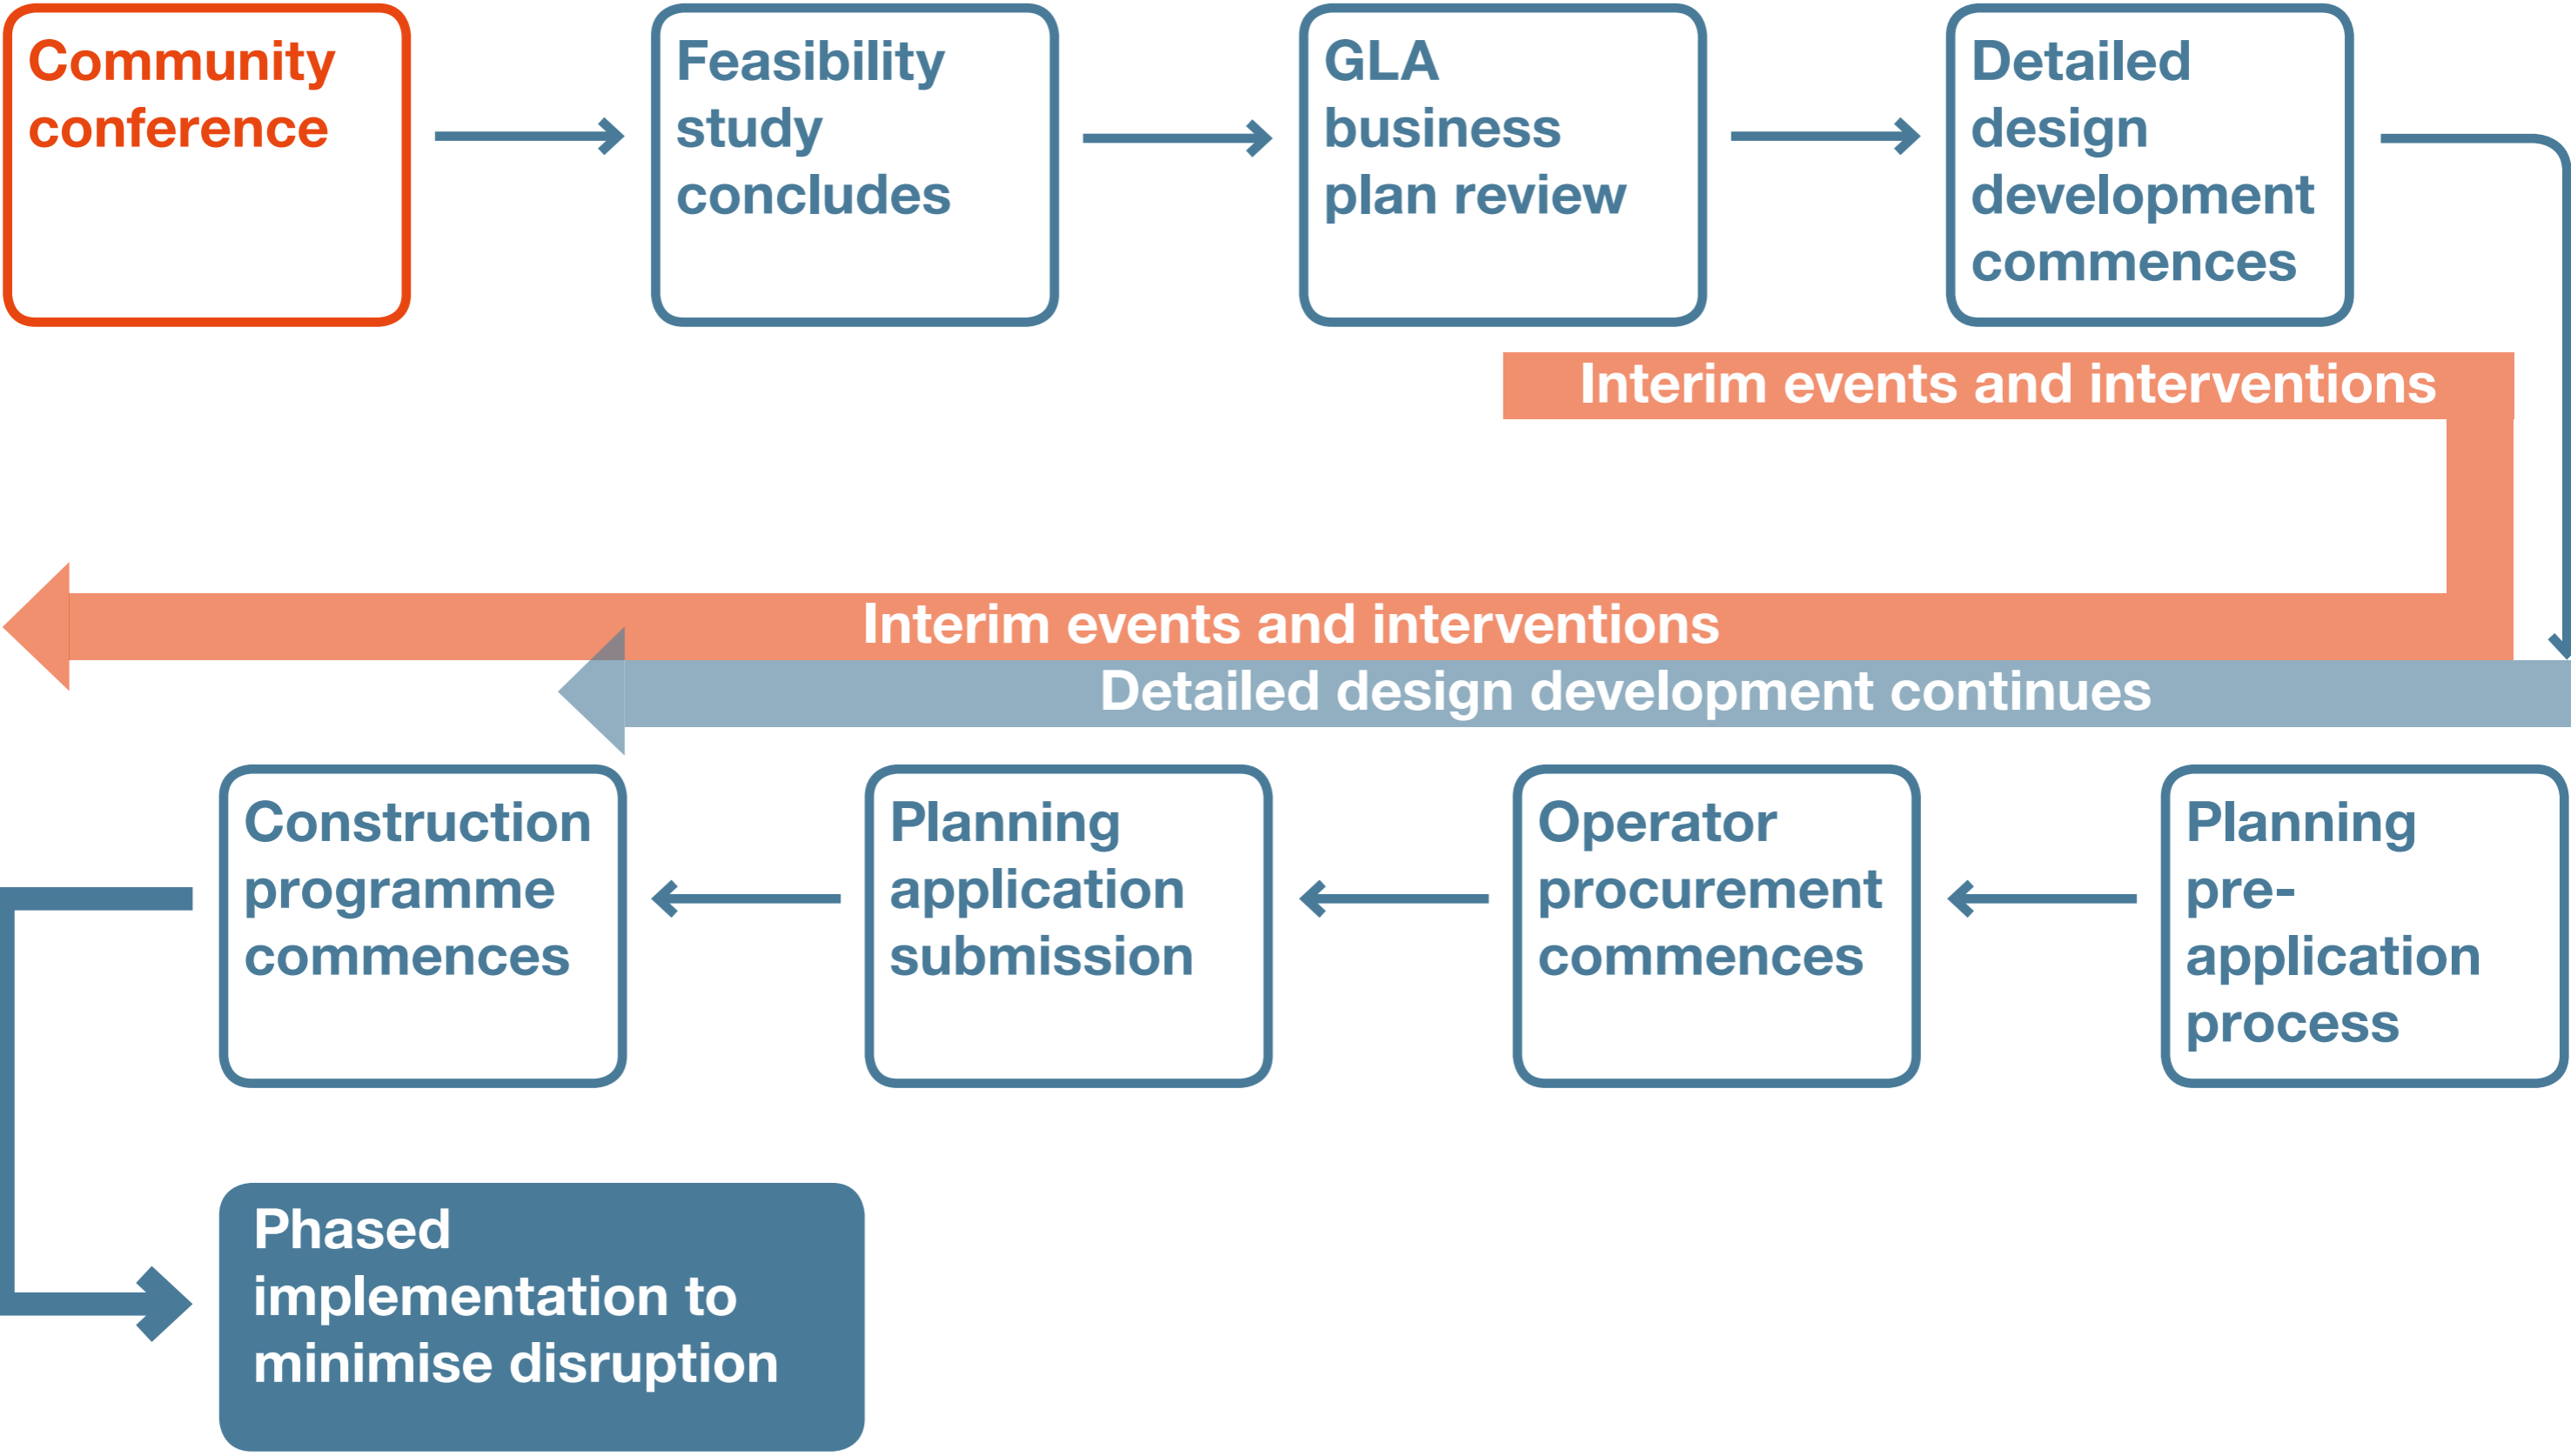 Community
conference
Feasibility
study
concludes
GLA
business
plan review
Detailed
design
development
commences
Interim events and interventions
Interim events and interventions
Detailed design development continues
Planning
pre-
application
process
Operator
procurement
commences
Planning
application
submission
Construction
programme
commences
Phased
implementation to
minimise disruption